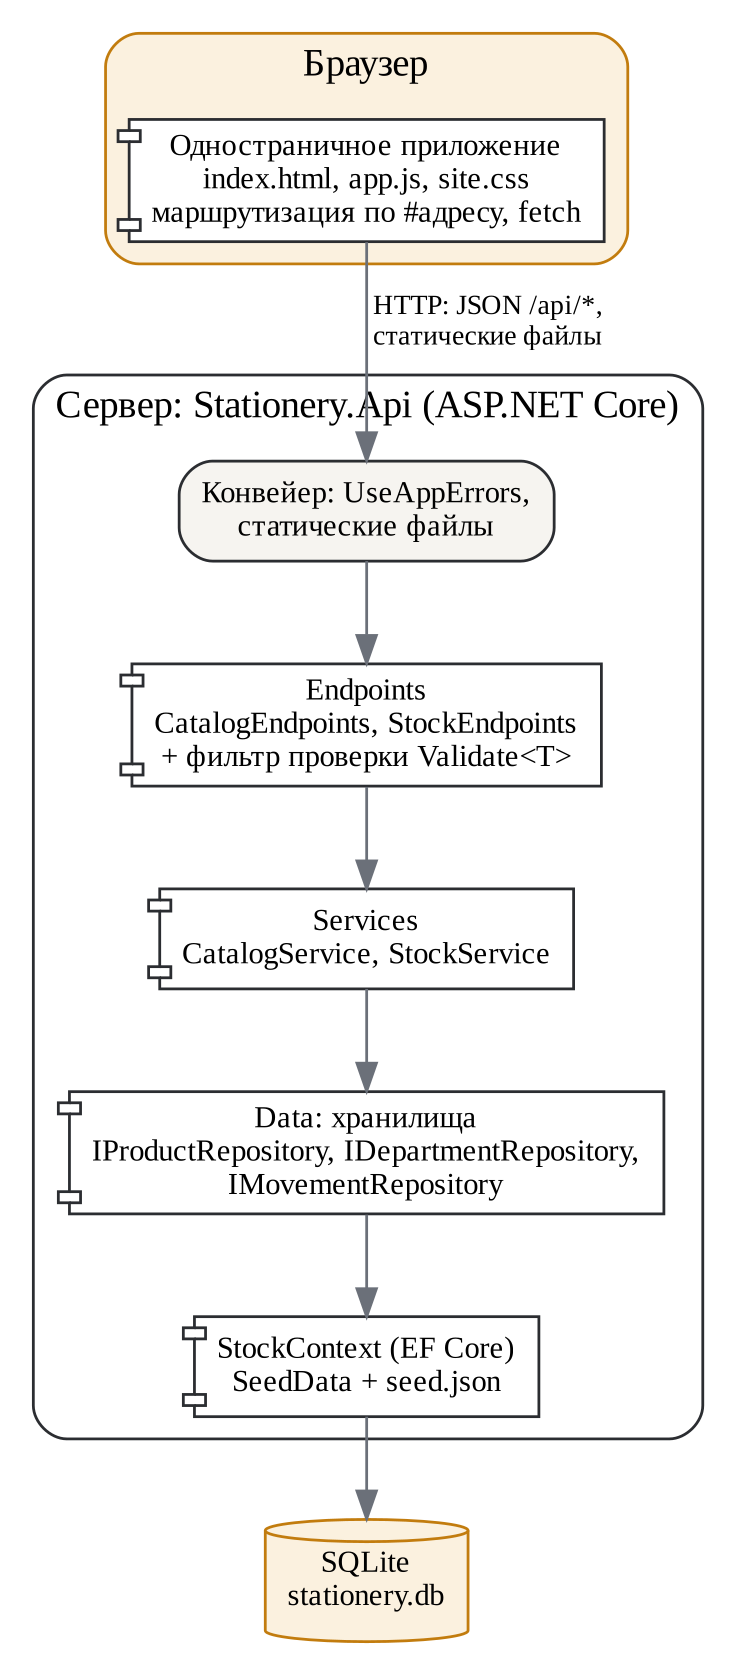 Браузер
Одностраничное приложение
index.html, app.js, site.css
маршрутизация по #адресу, fetch
HTTP: JSON /api/*,
статические файлы
Сервер: Stationery.Api (ASP.NET Core)
Конвейер: UseAppErrors,
статические файлы
Endpoints
CatalogEndpoints, StockEndpoints
+ фильтр проверки Validate<T>
Services
CatalogService, StockService
Data: хранилища
IProductRepository, IDepartmentRepository,
IMovementRepository
StockContext (EF Core)
SeedData + seed.json
SQLite
stationery.db